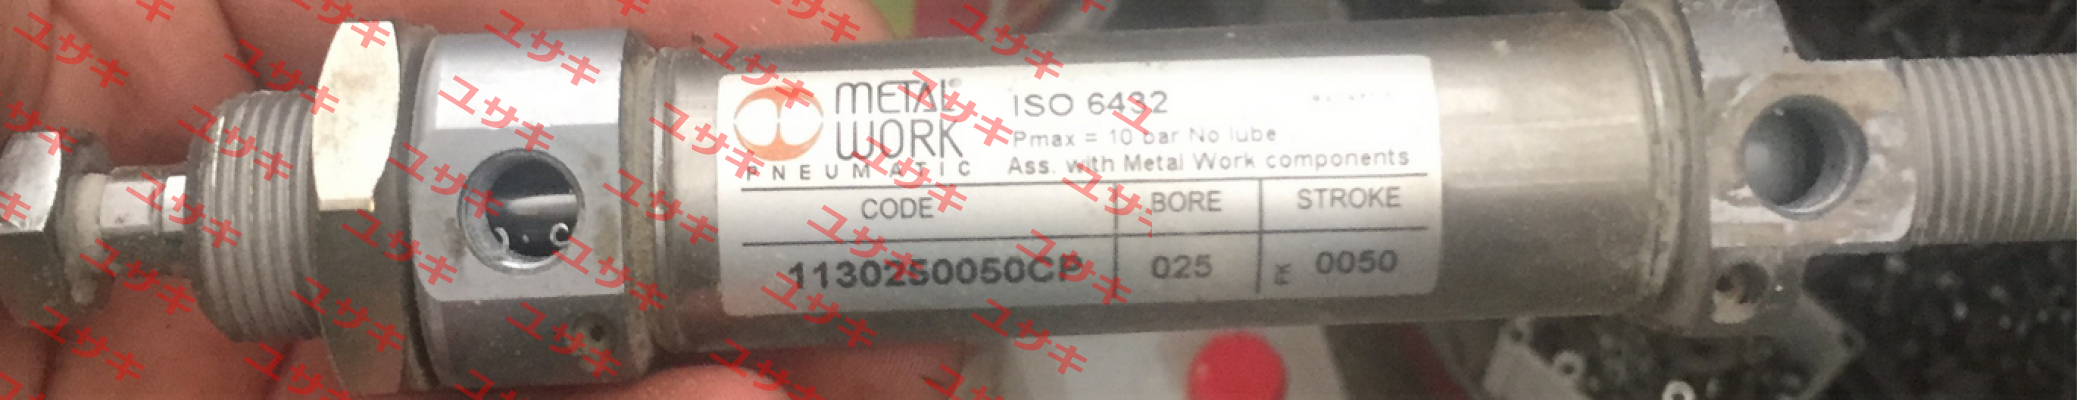 METAL® ISO 6432
WORK Pmax = 10 bar No lube
PNEUMATIC Ass. with Metal Work components
CODE BORE STROKE
1130250050CP 025 0050
ユサキ